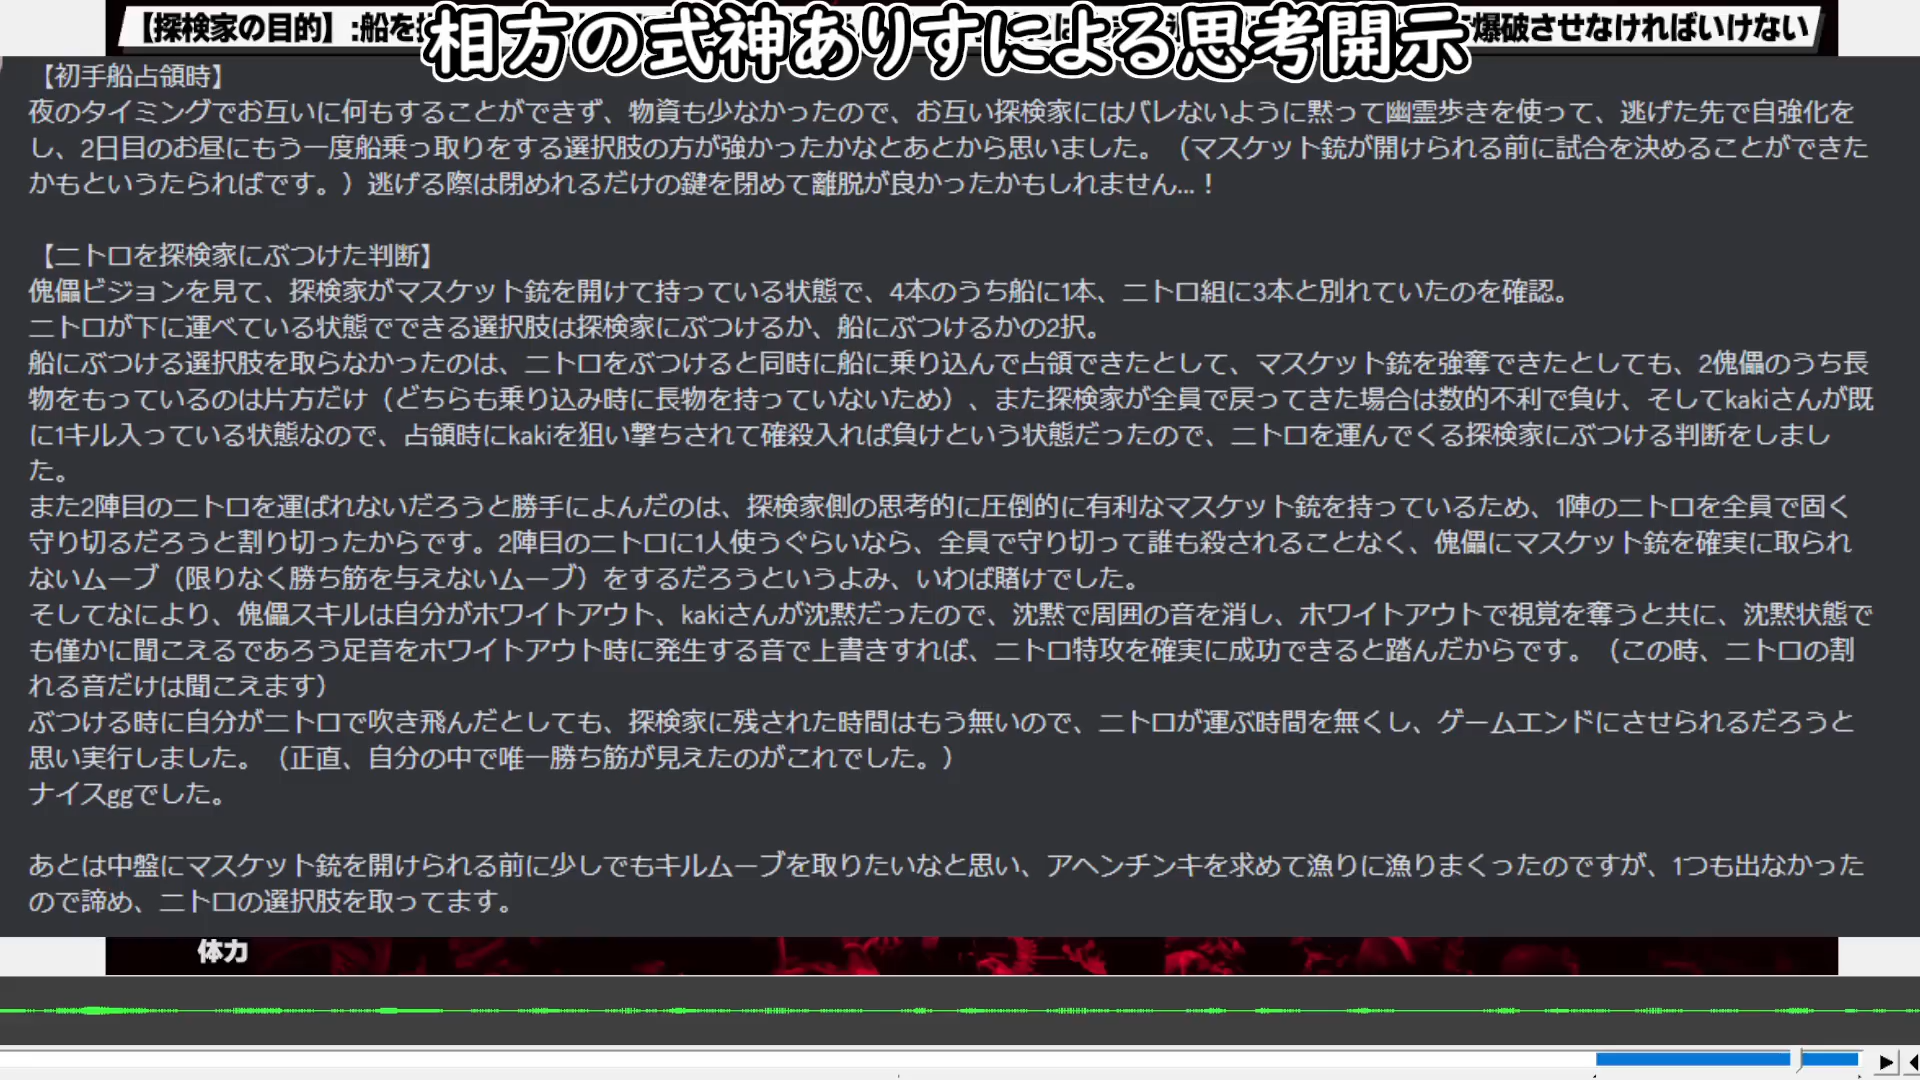 【探検家の目的】:船を
爆破させなければいけない
相方の式神ありすによる思考開示
【初手船占領時】
夜のタイミングでお互いに何もすることができず、物資も少なかったので、お互い探検家にはバレないように黙って幽霊歩きを使って、逃げた先で自強化を
し、2日目のお昼にもう一度船乗っ取りをする選択肢の方が強かったかなとあとから思いました。（マスケット銃が開けられる前に試合を決めることができた
かもというたらればです。）逃げる際は閉めれるだけの鍵を閉めて離脱が良かったかもしれません...！
【ニトロを探検家にぶつけた判断】
傀儡ビジョンを見て、探検家がマスケット銃を開けて持っている状態で、4本のうち船に1本、ニトロ組に3本と別れていたのを確認。
ニトロが下に運べている状態でできる選択肢は探検家にぶつけるか、船にぶつけるかの2択。
船にぶつける選択肢を取らなかったのは、ニトロをぶつけると同時に船に乗り込んで占領できたとして、マスケット銃を強奪できたとしても、2傀儡のうち長
物をもっているのは片方だけ（どちらも乗り込み時に長物を持っていないため）、また探検家が全員で戻ってきた場合は数的不利で負け、そしてkakiさんが既
に1キル入っている状態なので、占領時にkakiを狙い撃ちされて確殺入れば負けという状態だったので、ニトロを運んでくる探検家にぶつける判断をしまし
た。
また2陣目のニトロを運ばれないだろうと勝手によんだのは、探検家側の思考的に圧倒的に有利なマスケット銃を持っているため、1陣のニトロを全員で固く
守り切るだろうと割り切ったからです。2陣目のニトロに1人使うぐらいなら、全員で守り切って誰も殺されることなく、傀儡にマスケット銃を確実に取られ
ないムーブ（限りなく勝ち筋を与えないムーブ）をするだろうというよみ、いわば賭けでした。
そしてなにより、傀儡スキルは自分がホワイトアウト、kakiさんが沈黙だったので、沈黙で周囲の音を消し、ホワイトアウトで視覚を奪うと共に、沈黙状態で
も僅かに聞こえるであろう足音をホワイトアウト時に発生する音で上書きすれば、ニトロ特攻を確実に成功できると踏んだからです。（この時、ニトロの割
れる音だけは聞こえます）
ぶつける時に自分がニトロで吹き飛んだとしても、探検家に残された時間はもう無いので、ニトロが運ぶ時間を無くし、ゲームエンドにさせられるだろうと
思い実行しました。（正直、自分の中で唯一勝ち筋が見えたのがこれでした。）
ナイスggでした。
あとは中盤にマスケット銃を開けられる前に少しでもキルムーブを取りたいなと思い、アヘンチンキを求めて漁りに漁りまくったのですが、1つも出なかった
ので諦め、ニトロの選択肢を取ってます。
体力